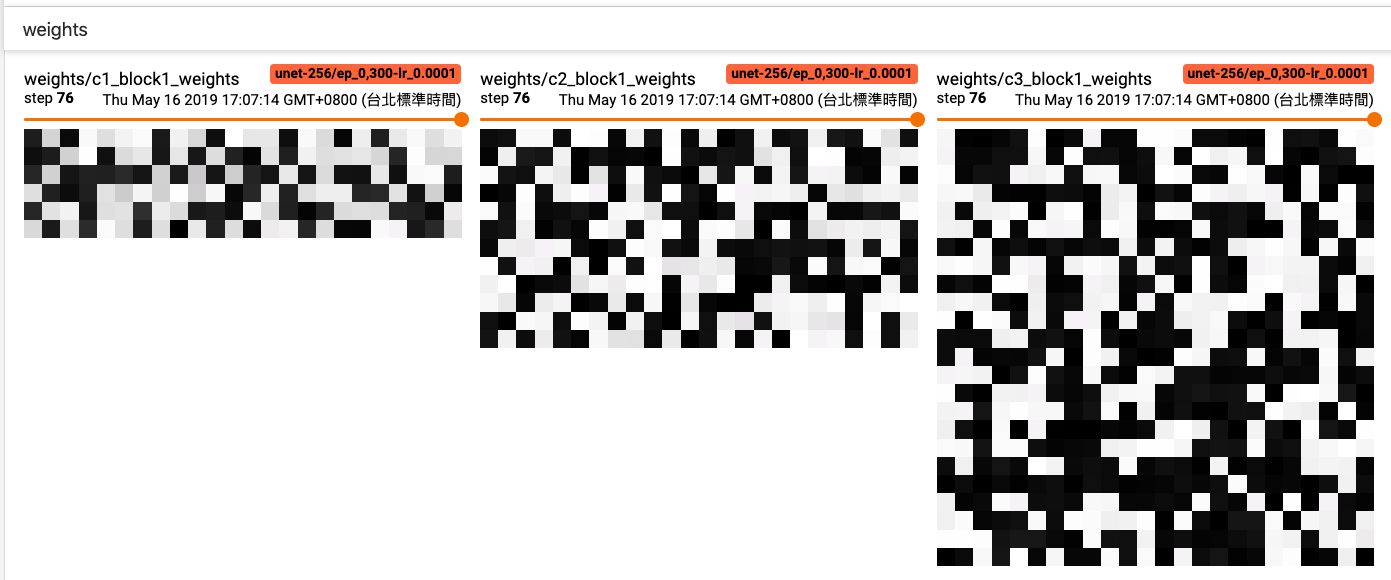 weights
weights/c1_block1_weights
unet-256/ep_0,300-lr_0.0001
step 76
Thu May 16 2019 17:07:14 GMT+0800 (台北標準時間)
weights/c2_block1_weights
unet-256/ep_0,300-lr_0.0001
step 76
Thu May 16 2019 17:07:14 GMT+0800 (台北標準時間)
weights/c3_block1_weights
unet-256/ep_0,300-lr_0.0001
step 76
Thu May 16 2019 17:07:14 GMT+0800 (台北標準時間)